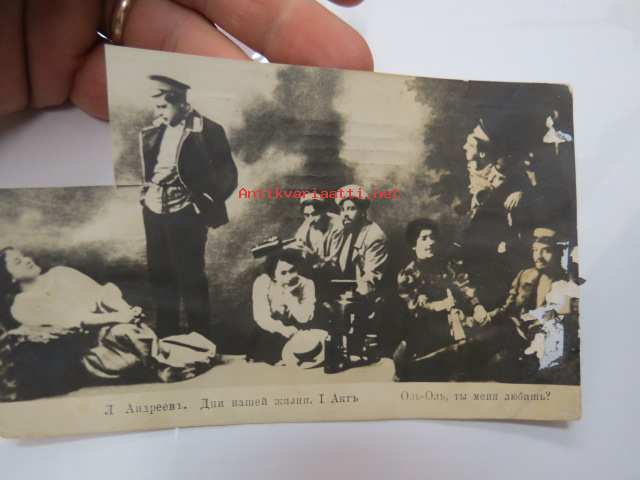 Antikvariaatti.net
Л Андреевъ. Дни нашей жизни. I Актъ
Оль-Оль, ты меня любишь?